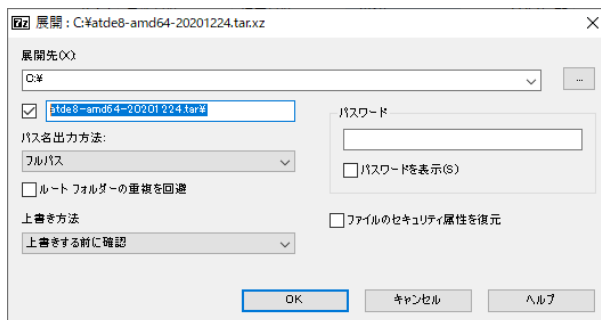 7z 展開 : C:¥atde8-amd64-20201224.tar.xz
展開先(X):
C:¥
...
atde8-amd64-20201224.tar¥
パス名出力方法:
フルパス
ルート フォルダーの重複を回避
上書き方法
上書きする前に確認
パスワード
パスワードを表示(S)
ファイルのセキュリティ属性を復元
OK
キャンセル
ヘルプ